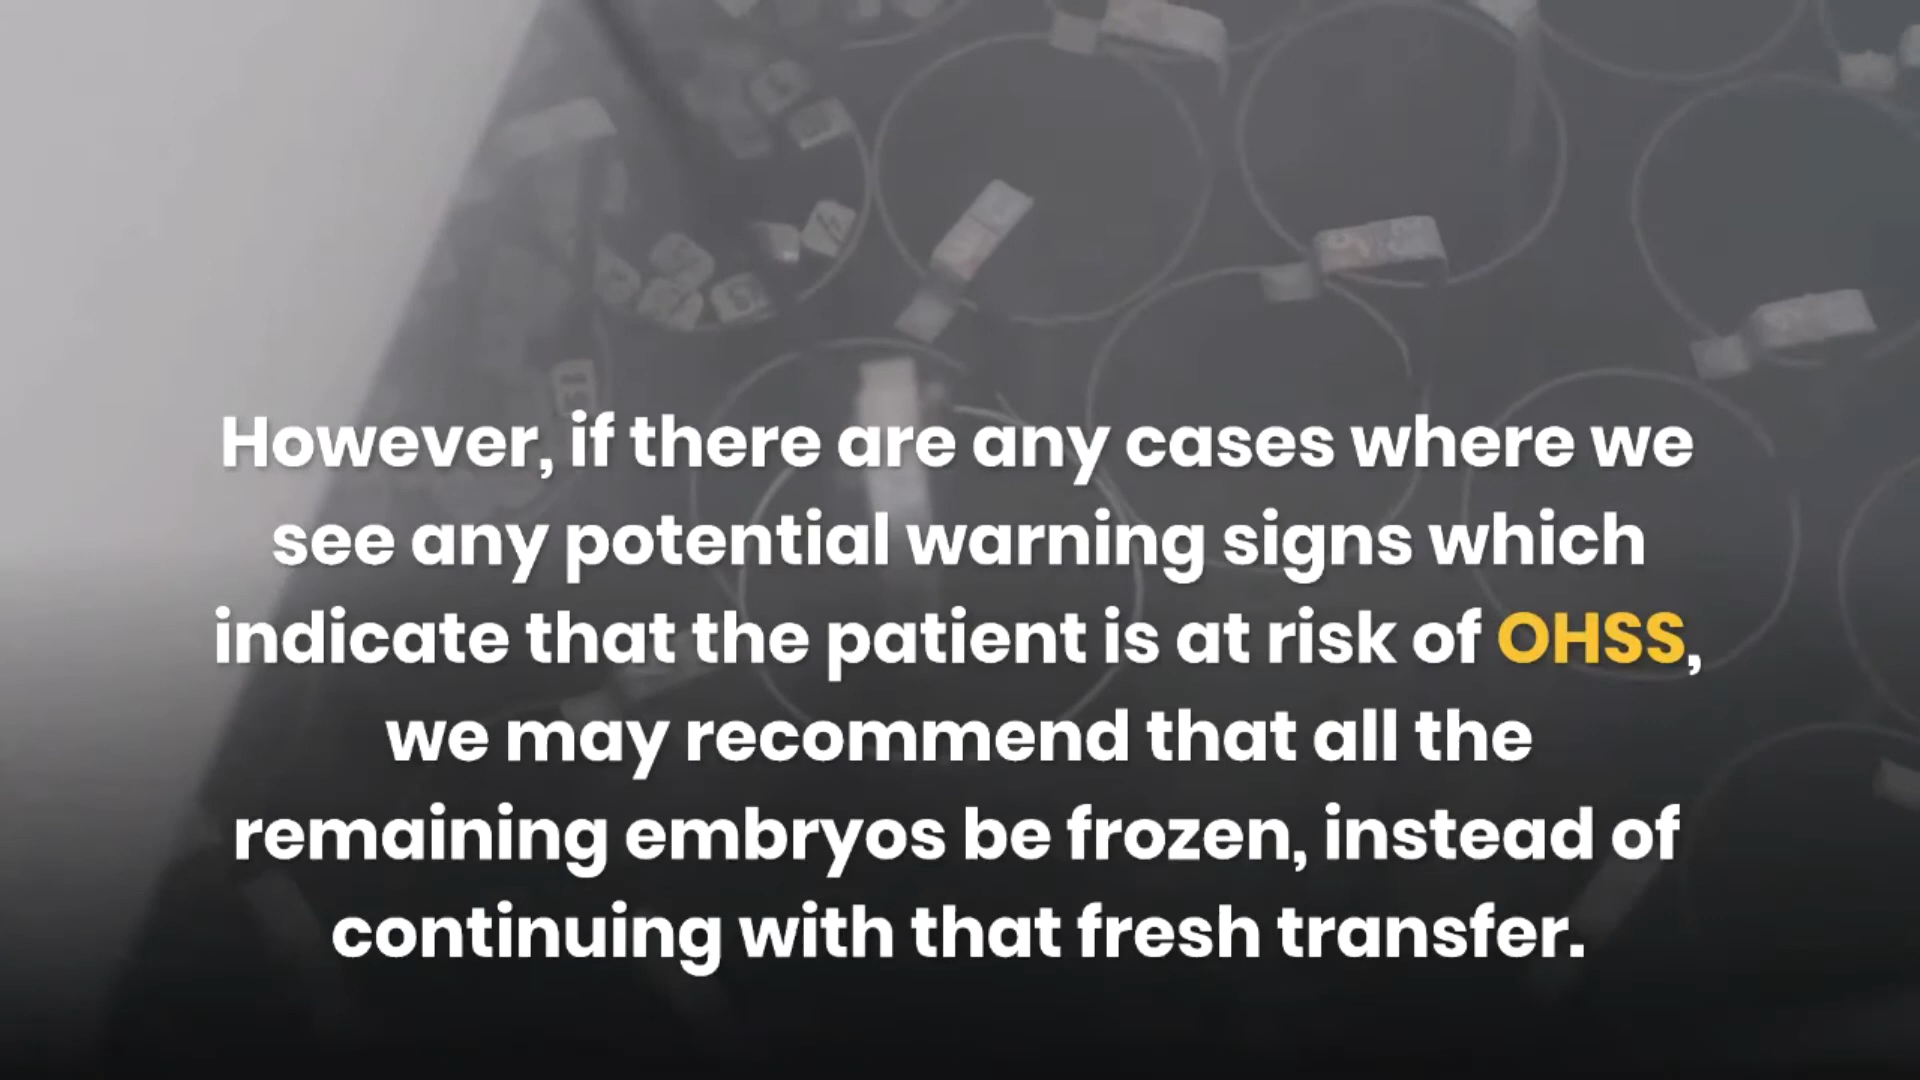 However, if there are any cases where we
see any potential warning signs which
indicate that the patient is at risk of OHSS,
we may recommend that all the
remaining embryos be frozen, instead of
continuing with that fresh transfer.